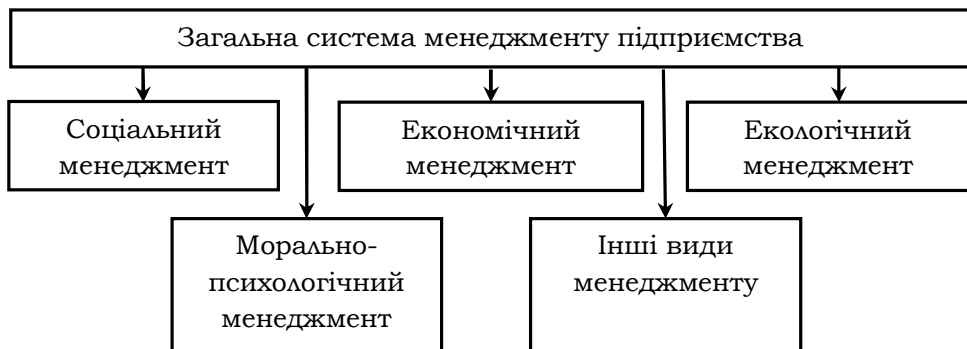 Загальна система менеджменту підприємства
Соціальний
менеджмент
Економічний
менеджмент
Екологічний
менеджмент
Морально-
психологічний
менеджмент
Інші види
менеджменту